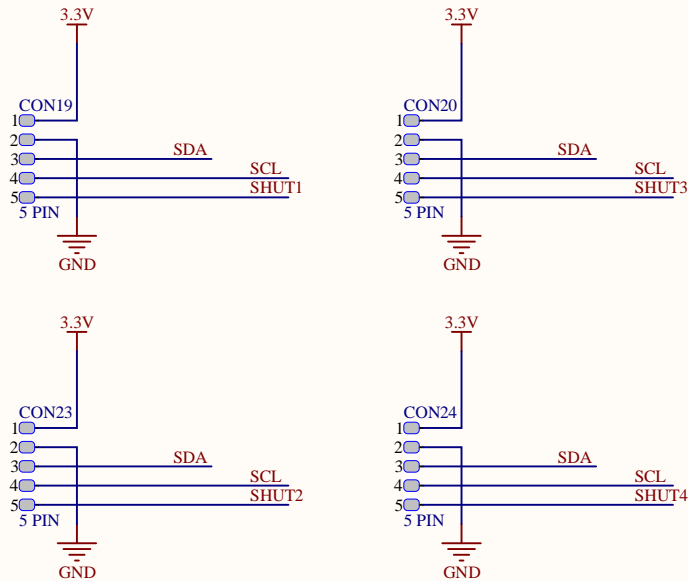 3.3V
CON19
1
2
3 SDA
4 SCL
5 SHUT1
5 PIN
GND
3.3V
CON20
1
2
3 SDA
4 SCL
5 SHUT3
5 PIN
GND
3.3V
CON23
1
2
3 SDA
4 SCL
5 SHUT2
5 PIN
GND
3.3V
CON24
1
2
3 SDA
4 SCL
5 SHUT4
5 PIN
GND